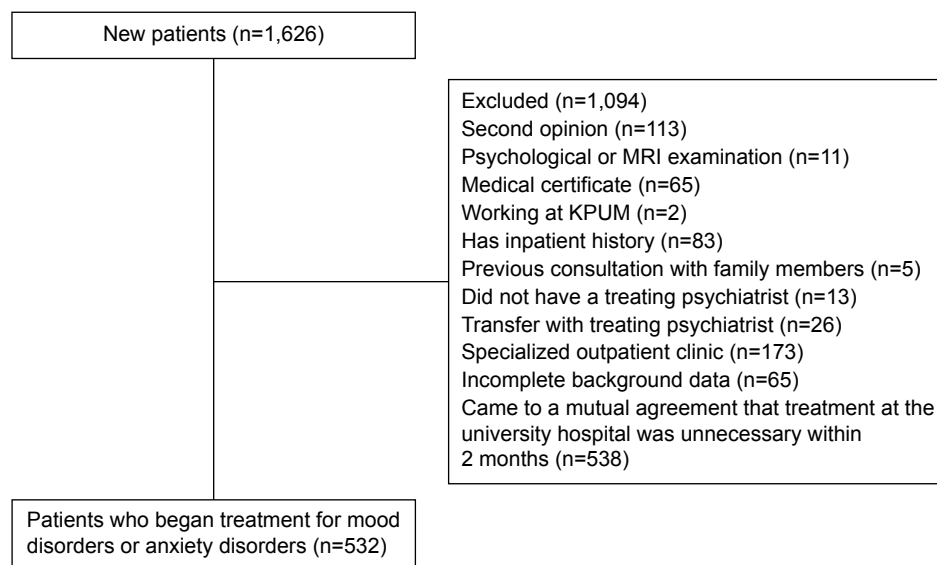 New patients (n=1,626)
Excluded (n=1,094)
Second opinion (n=113)
Psychological or MRI examination (n=11)
Medical certificate (n=65)
Working at KPUM (n=2)
Has inpatient history (n=83)
Previous consultation with family members (n=5)
Did not have a treating psychiatrist (n=13)
Transfer with treating psychiatrist (n=26)
Specialized outpatient clinic (n=173)
Incomplete background data (n=65)
Came to a mutual agreement that treatment at the
university hospital was unnecessary within
2 months (n=538)
Patients who began treatment for mood
disorders or anxiety disorders (n=532)